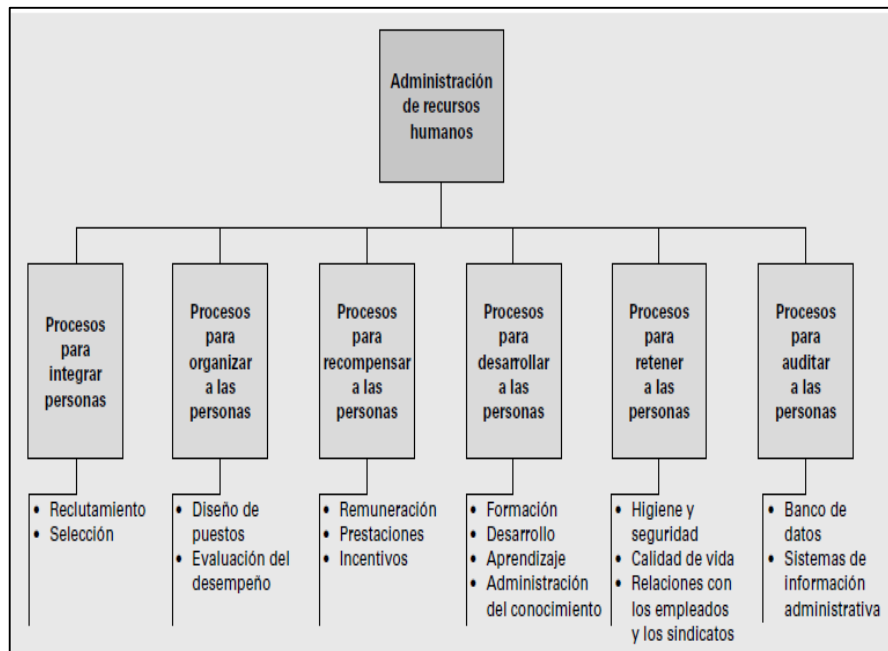 Administración
de recursos
humanos
Procesos
para
integrar
personas
Procesos
para
organizar
a las
personas
Procesos
para
recompensar
a las
personas
Procesos
para
desarrollar
a las
personas
Procesos
para
retener
a las
personas
Procesos
para
auditar
a las
personas
• Reclutamiento
• Selección
• Diseño de
puestos
• Evaluación del
desempeño
• Remuneración
• Prestaciones
• Incentivos
• Formación
• Desarrollo
• Aprendizaje
• Administración
del conocimiento
• Higiene y
seguridad
• Calidad de vida
• Relaciones con
los empleados
y los sindicatos
• Banco de
datos
• Sistemas de
información
administrativa